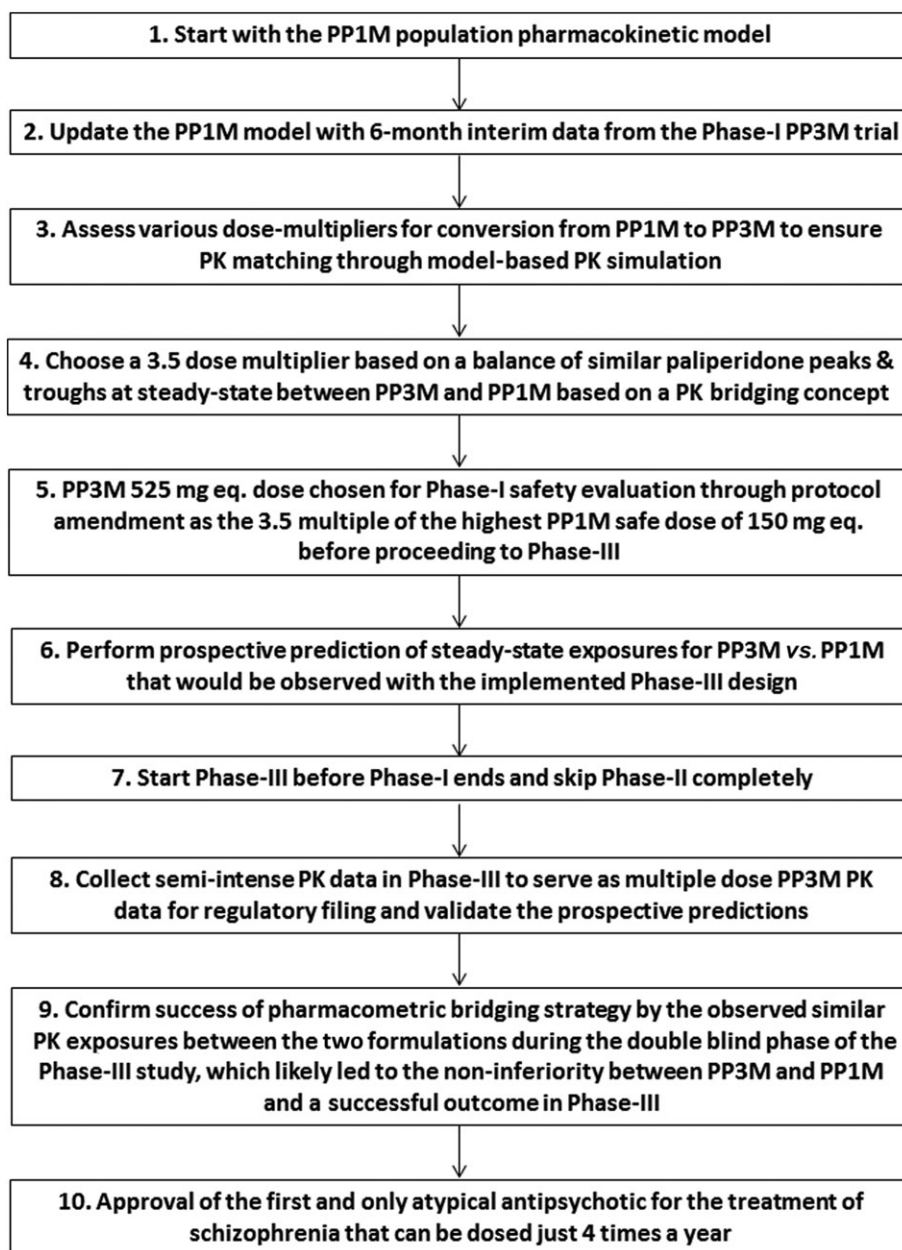 1. Start with the PP1M population pharmacokinetic model
2. Update the PP1M model with 6-month interim data from the Phase-I PP3M trial
3. Assess various dose-multipliers for conversion from PP1M to PP3M to ensure
PK matching through model-based PK simulation
4. Choose a 3.5 dose multiplier based on a balance of similar paliperidone peaks &
troughs at steady-state between PP3M and PP1M based on a PK bridging concept
5. PP3M 525 mg eq. dose chosen for Phase-I safety evaluation through protocol
amendment as the 3.5 multiple of the highest PP1M safe dose of 150 mg eq.
before proceeding to Phase-III
6. Perform prospective prediction of steady-state exposures for PP3M vs. PP1M
that would be observed with the implemented Phase-III design
7. Start Phase-III before Phase-I ends and skip Phase-II completely
8. Collect semi-intense PK data in Phase-III to serve as multiple dose PP3M PK
data for regulatory filing and validate the prospective predictions
9. Confirm success of pharmacometric bridging strategy by the observed similar
PK exposures between the two formulations during the double blind phase of the
Phase-III study, which likely led to the non-inferiority between PP3M and PP1M
and a successful outcome in Phase-III
10. Approval of the first and only atypical antipsychotic for the treatment of
schizophrenia that can be dosed just 4 times a year